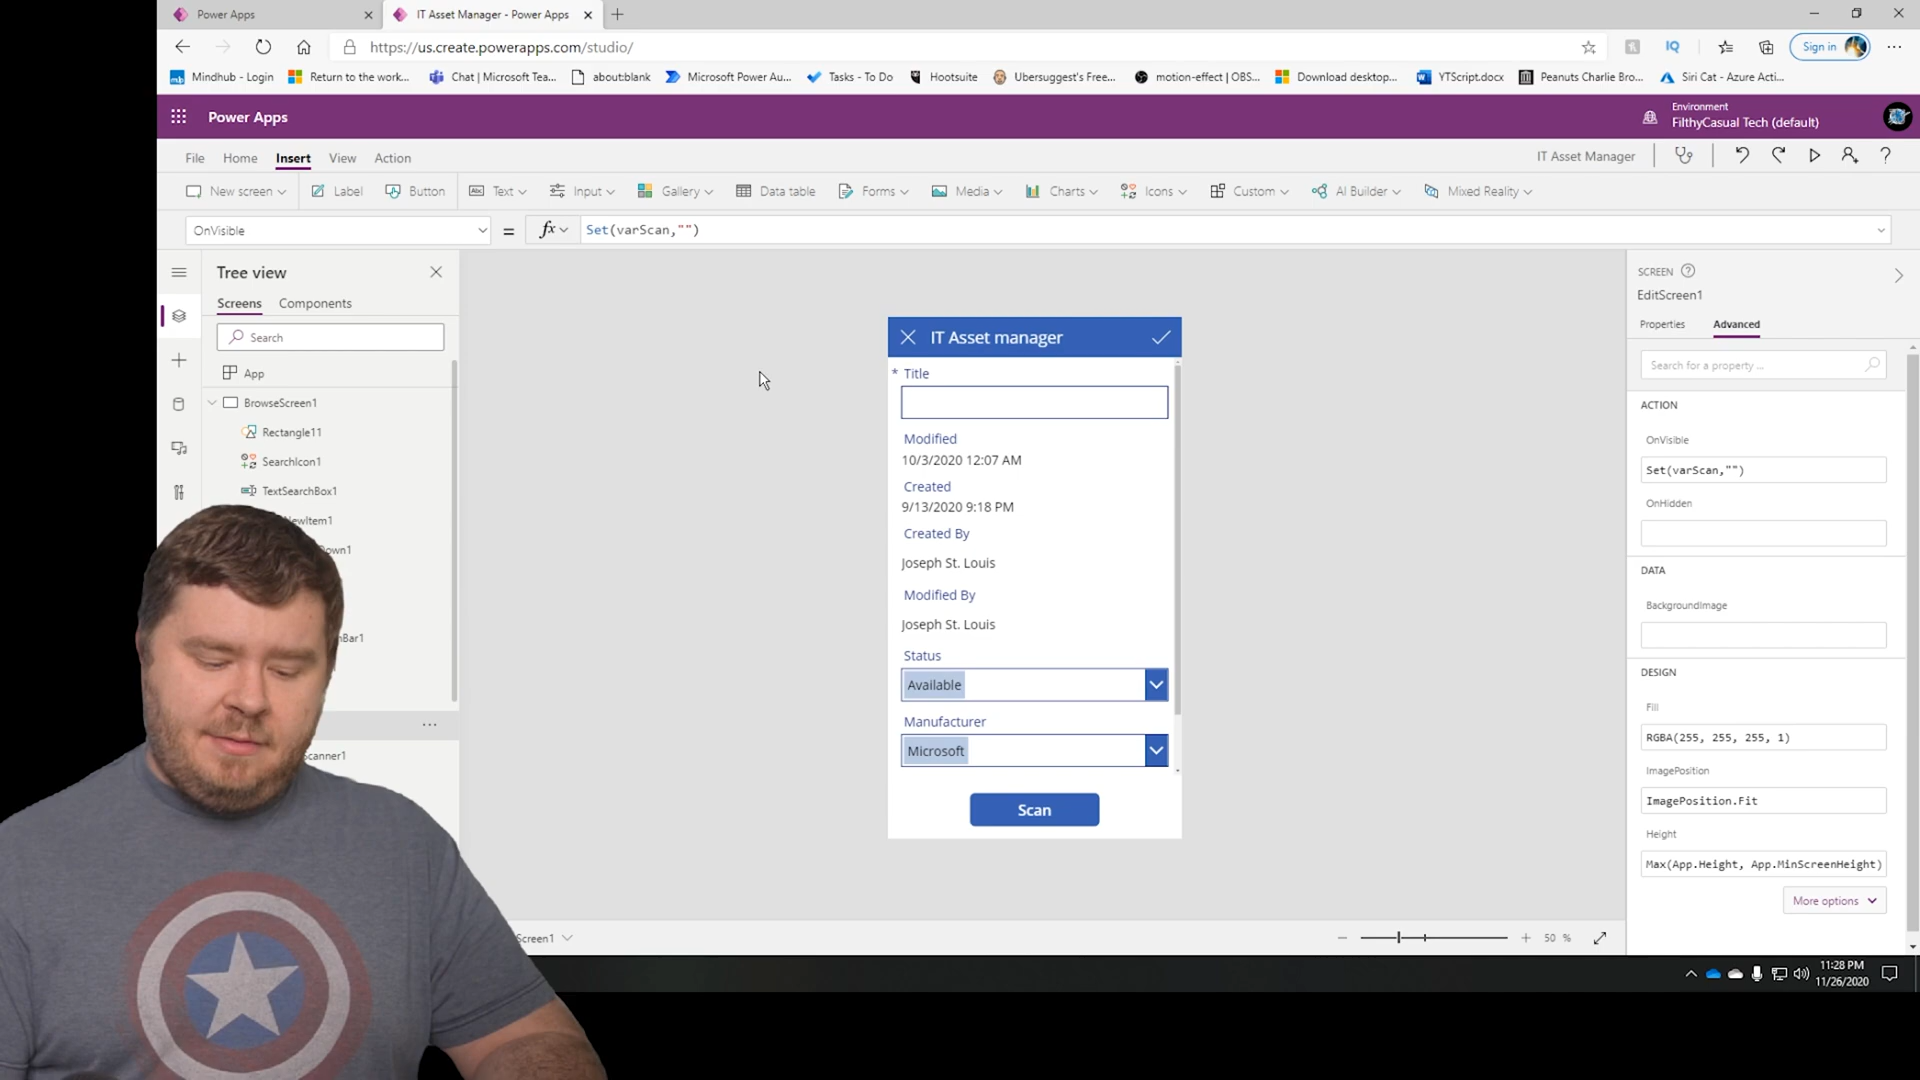 Power Apps
IT Asset Manager - Power Apps
https://us.create.powerapps.com/studio/
IQ
Sign in
mb Mindhub - Login
Return to the work...
Chat | Microsoft Tea...
about:blank
Microsoft Power Au...
Tasks - To Do
Hootsuite
Ubersuggest's Free...
motion-effect | OBS...
Download desktop...
YTScript.docx
Peanuts Charlie Bro...
Siri Cat - Azure Acti...
Power Apps
Environment
FilthyCasual Tech (default)
File Home Insert View Action
IT Asset Manager
New screen Label Button Text Input Gallery Data table Forms Media Charts Icons Custom AI Builder Mixed Reality
OnVisible = fx Set(varScan,"")
Tree view
Screens Components
Search
App
BrowseScreen1
Rectangle11
SearchIcon1
TextSearchBox1
ewItem1
own1
nBar1
canner1
IT Asset manager
* Title
Modified
10/3/2020 12:07 AM
Created
9/13/2020 9:18 PM
Created By
Joseph St. Louis
Modified By
Joseph St. Louis
Status
Available
Manufacturer
Microsoft
Scan
SCREEN
EditScreen1
Properties Advanced
Search for a property ...
ACTION
OnVisible
Set(varScan,"")
OnHidden
DATA
BackgroundImage
DESIGN
Fill
RGBA(255, 255, 255, 1)
ImagePosition
ImagePosition.Fit
Height
Max(App.Height, App.MinScreenHeight)
More options
Screen1
50 %
11:28 PM
11/26/2020